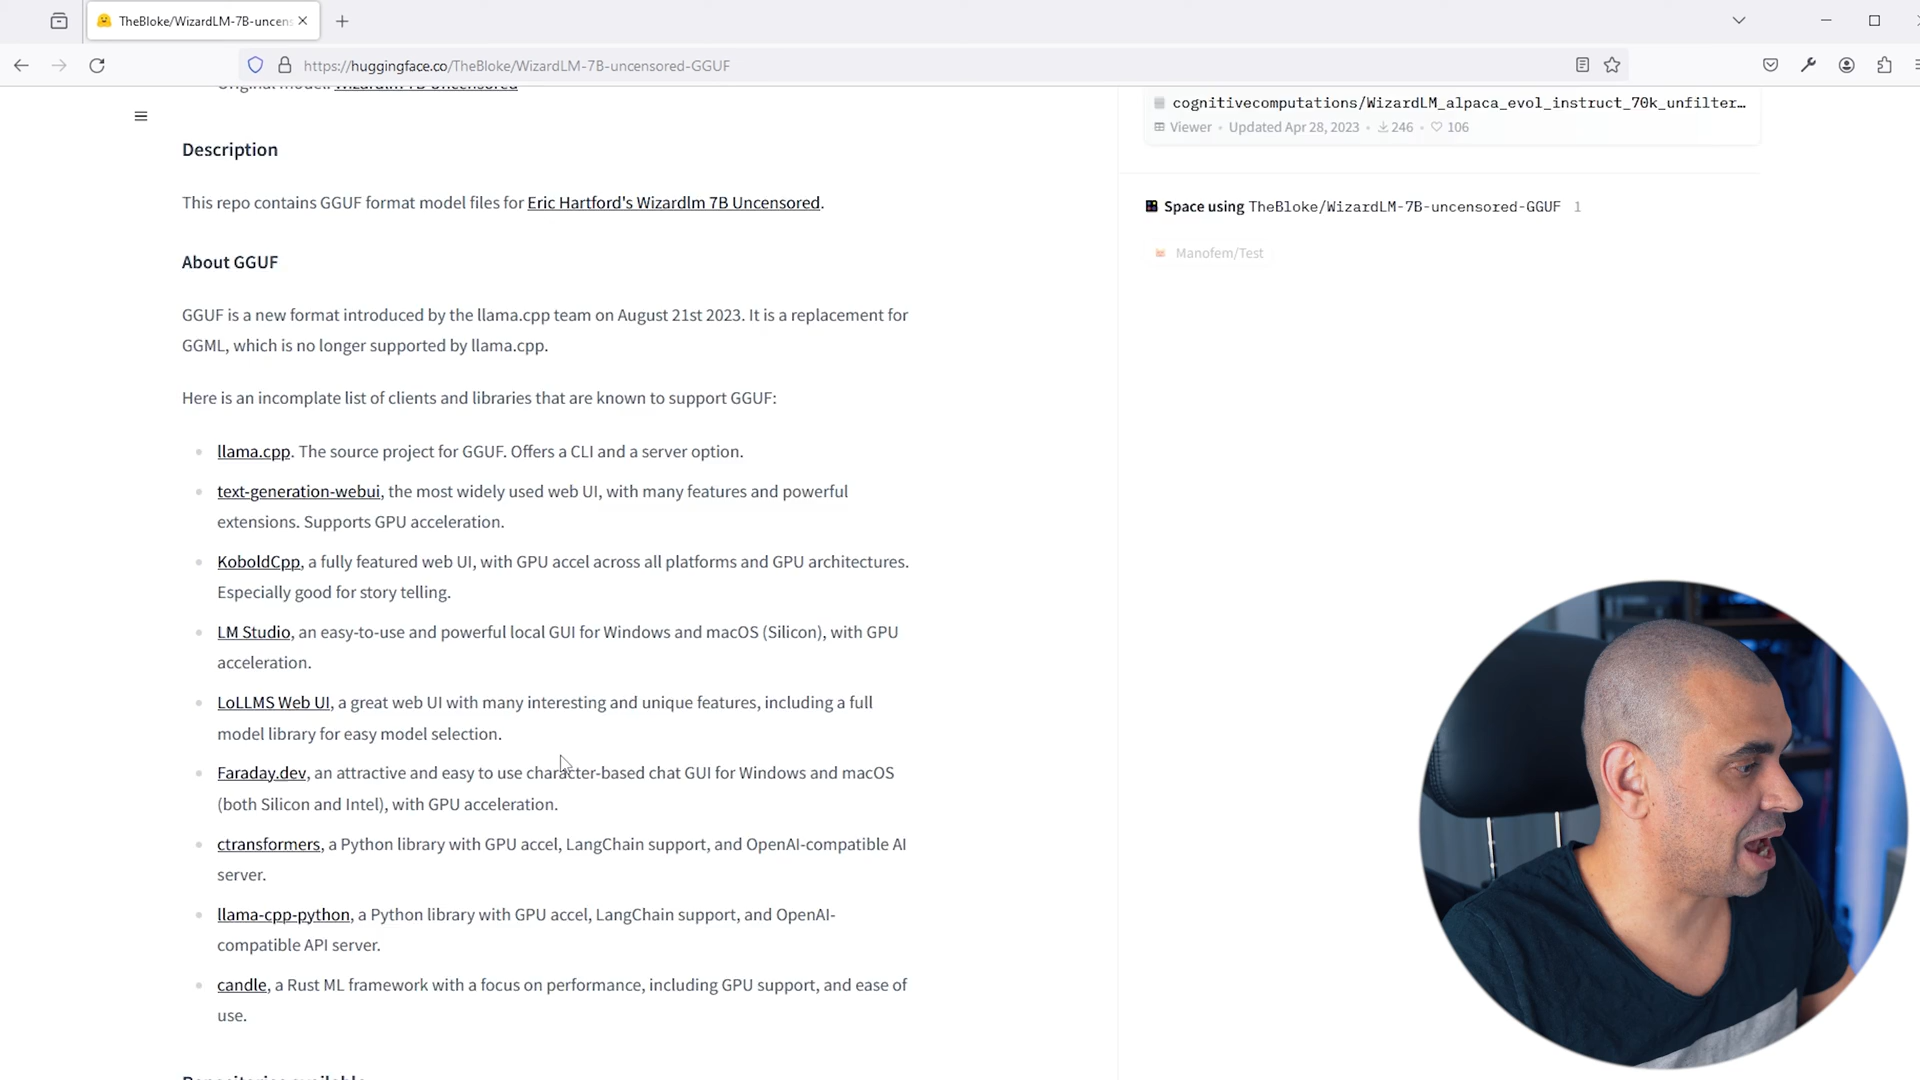 TheBloke/WizardLM-7B-uncens
https://huggingface.co/TheBloke/WizardLM-7B-uncensored-GGUF
Original model: Wizardlm 7B Uncensored
Description
This repo contains GGUF format model files for Eric Hartford's Wizardlm 7B Uncensored.
About GGUF
GGUF is a new format introduced by the llama.cpp team on August 21st 2023. It is a replacement for
GGML, which is no longer supported by llama.cpp.
Here is an incomplate list of clients and libraries that are known to support GGUF:
llama.cpp. The source project for GGUF. Offers a CLI and a server option.
text-generation-webui, the most widely used web UI, with many features and powerful
extensions. Supports GPU acceleration.
KoboldCpp, a fully featured web UI, with GPU accel across all platforms and GPU architectures.
Especially good for story telling.
LM Studio, an easy-to-use and powerful local GUI for Windows and macOS (Silicon), with GPU
acceleration.
LoLLMS Web UI, a great web UI with many interesting and unique features, including a full
model library for easy model selection.
Faraday.dev, an attractive and easy to use character-based chat GUI for Windows and macOS
(both Silicon and Intel), with GPU acceleration.
ctransformers, a Python library with GPU accel, LangChain support, and OpenAI-compatible AI
server.
llama-cpp-python, a Python library with GPU accel, LangChain support, and OpenAI-
compatible API server.
candle, a Rust ML framework with a focus on performance, including GPU support, and ease of
use.
Repositories available
cognitivecomputations/WizardLM_alpaca_evol_instruct_70k_unfilter…
Viewer • Updated Apr 28, 2023 • 246 • 106
Space using TheBloke/WizardLM-7B-uncensored-GGUF 1
Manofem/Test